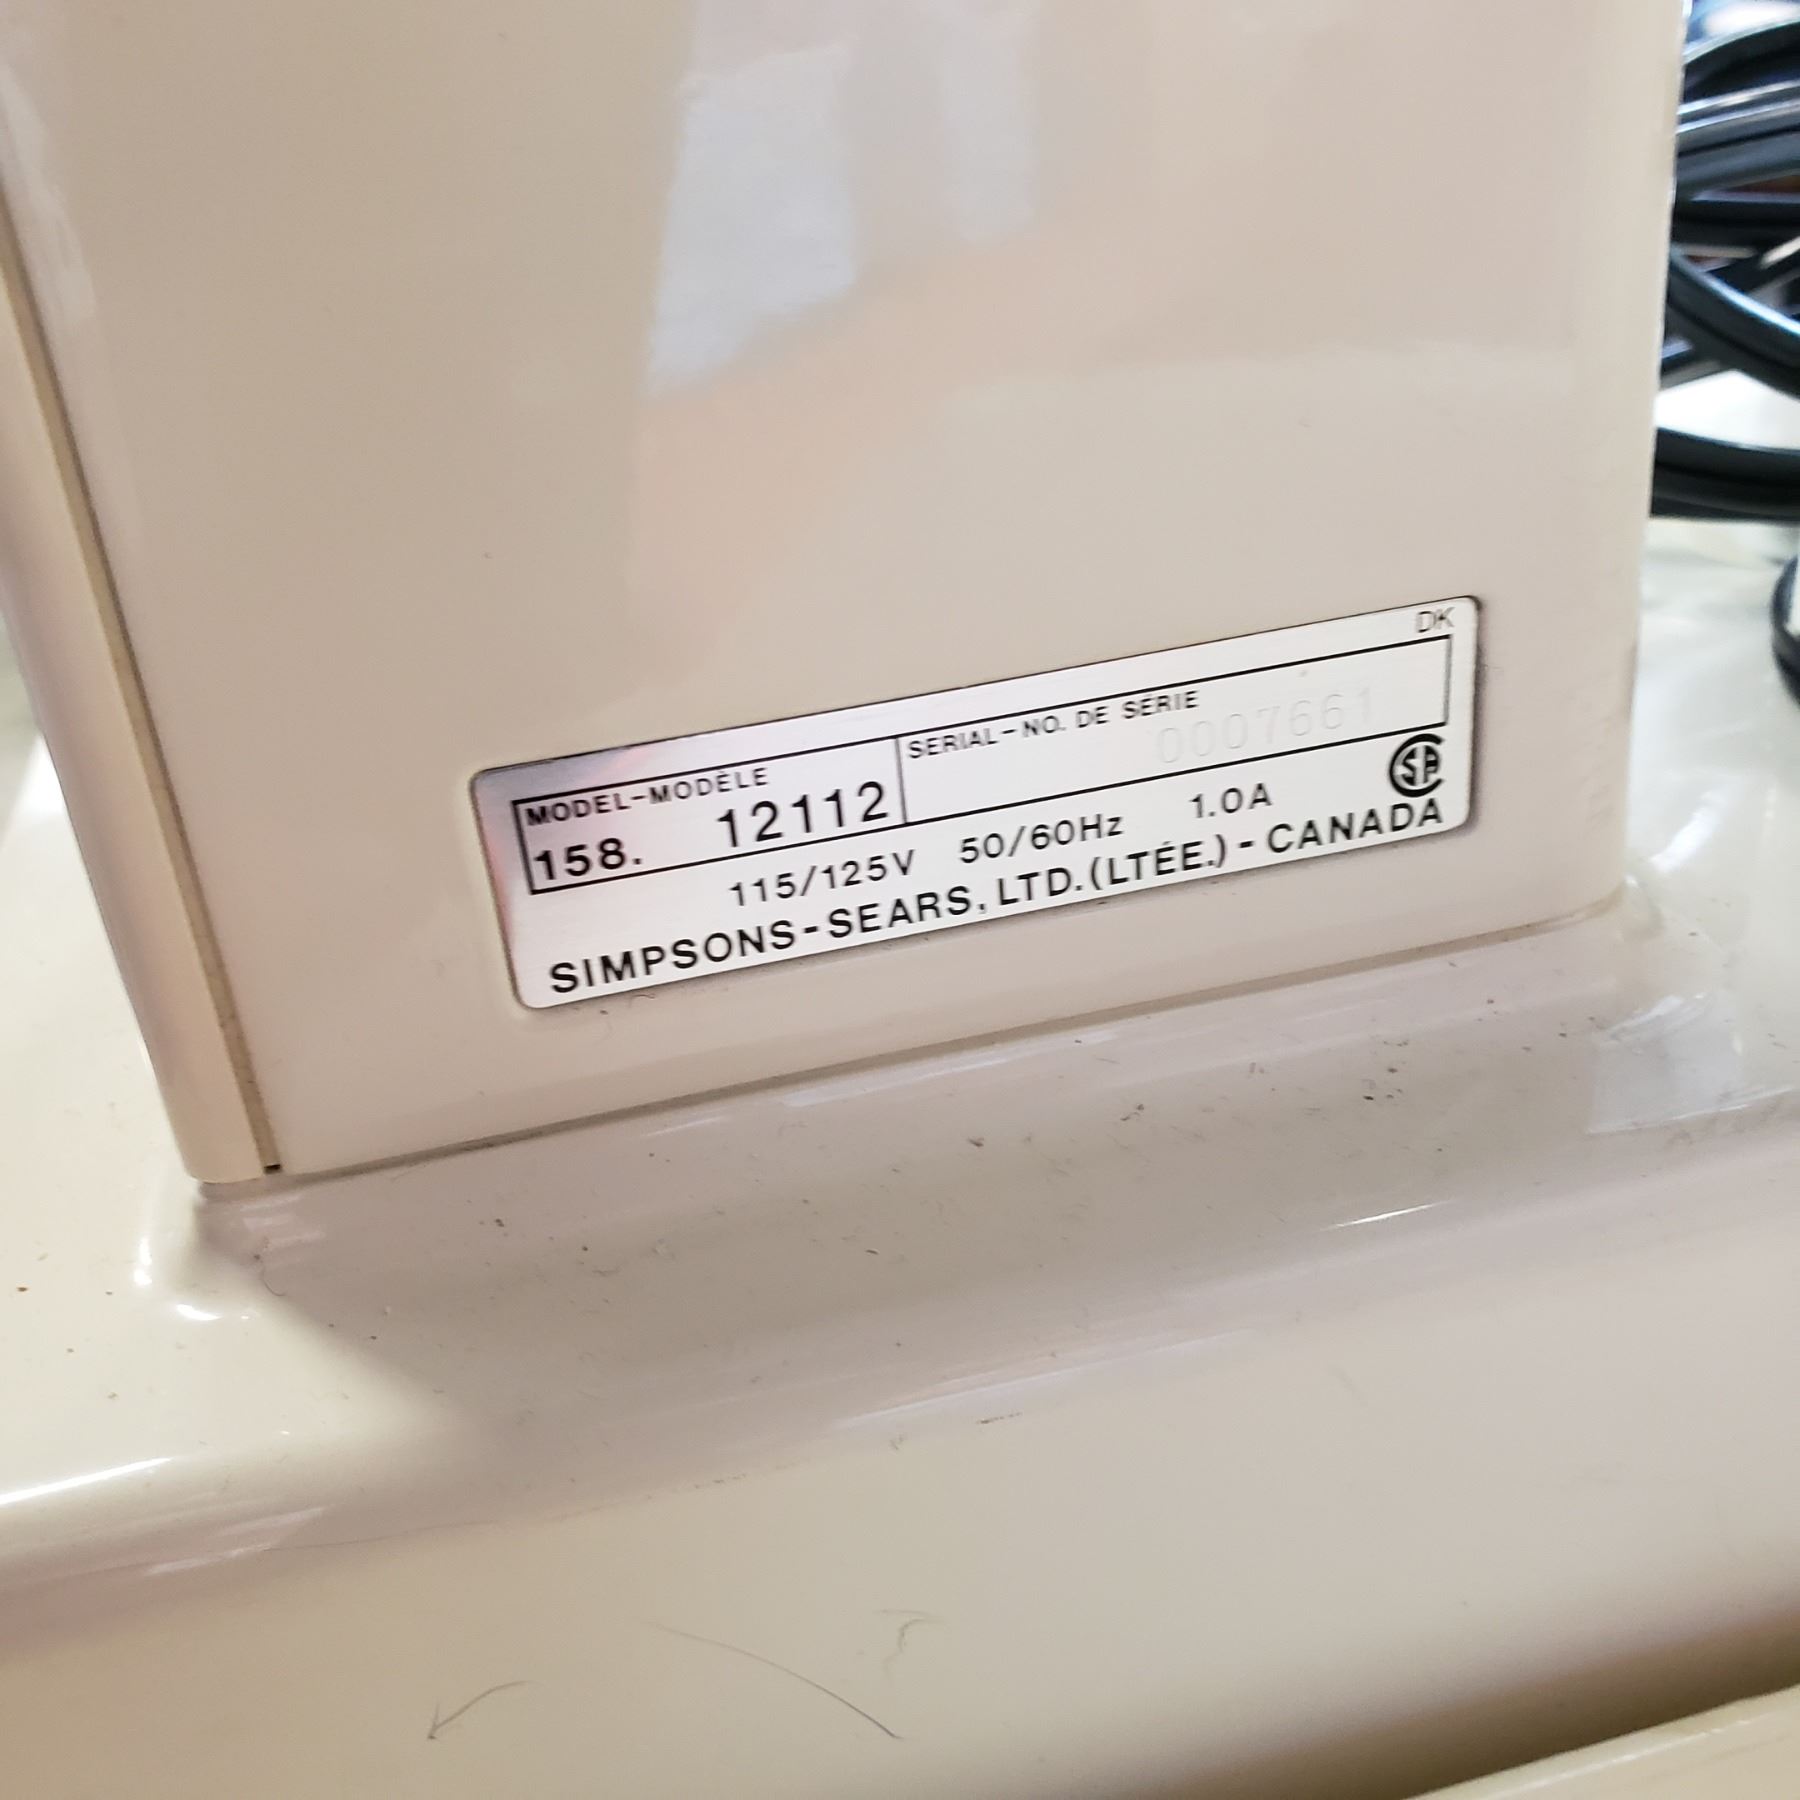 DK
MODEL-MODÈLE
158. 12112
SERIAL-NO. DE SÉRIE
0007661
115/125V 50/60Hz 1.0A
SA
SIMPSONS-SEARS, LTD.(LTÉE.)-CANADA